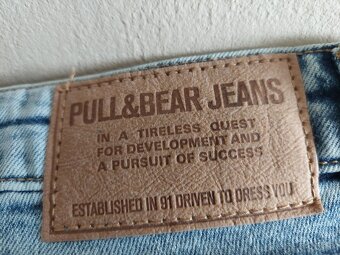 PULL&BEAR JEANS
IN A TIRELESS QUEST
FOR DEVELOPMENT AND
A PURSUIT OF SUCCESS
ESTABLISHED IN 91 DRIVEN TO DRESS YOU